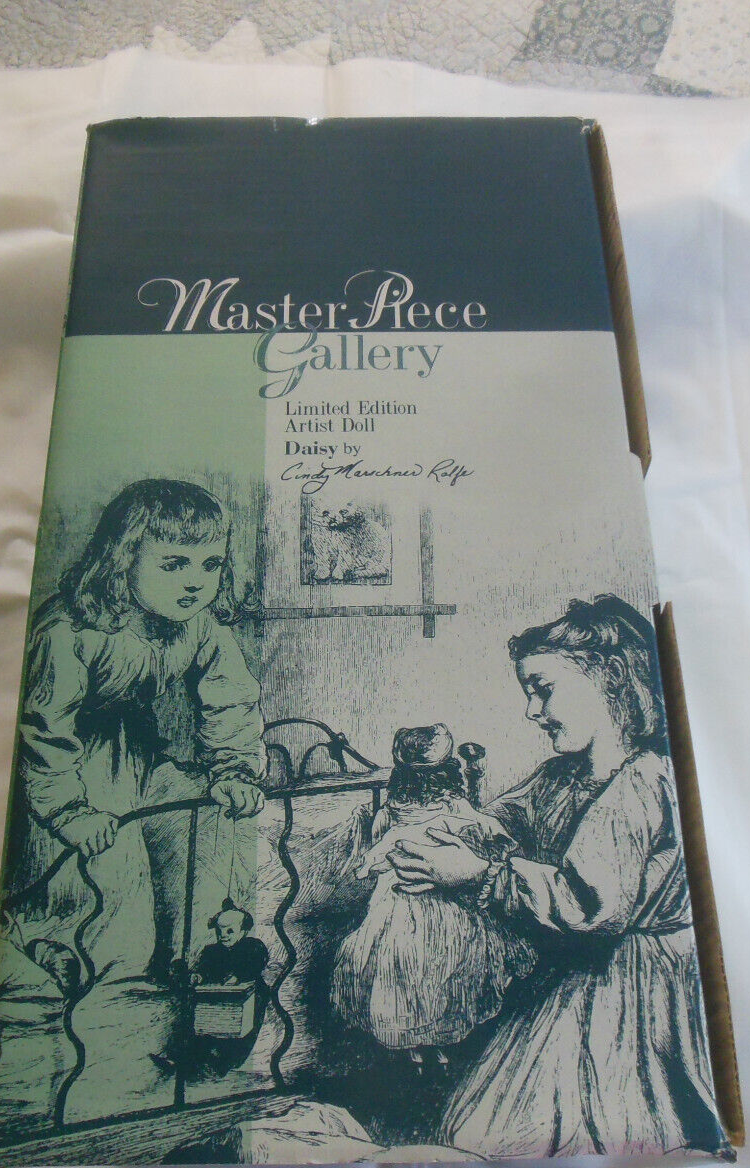 MasterPiece
Gallery
Limited Edition
Artist Doll
Daisy by
Cindy Marschner Rolfe